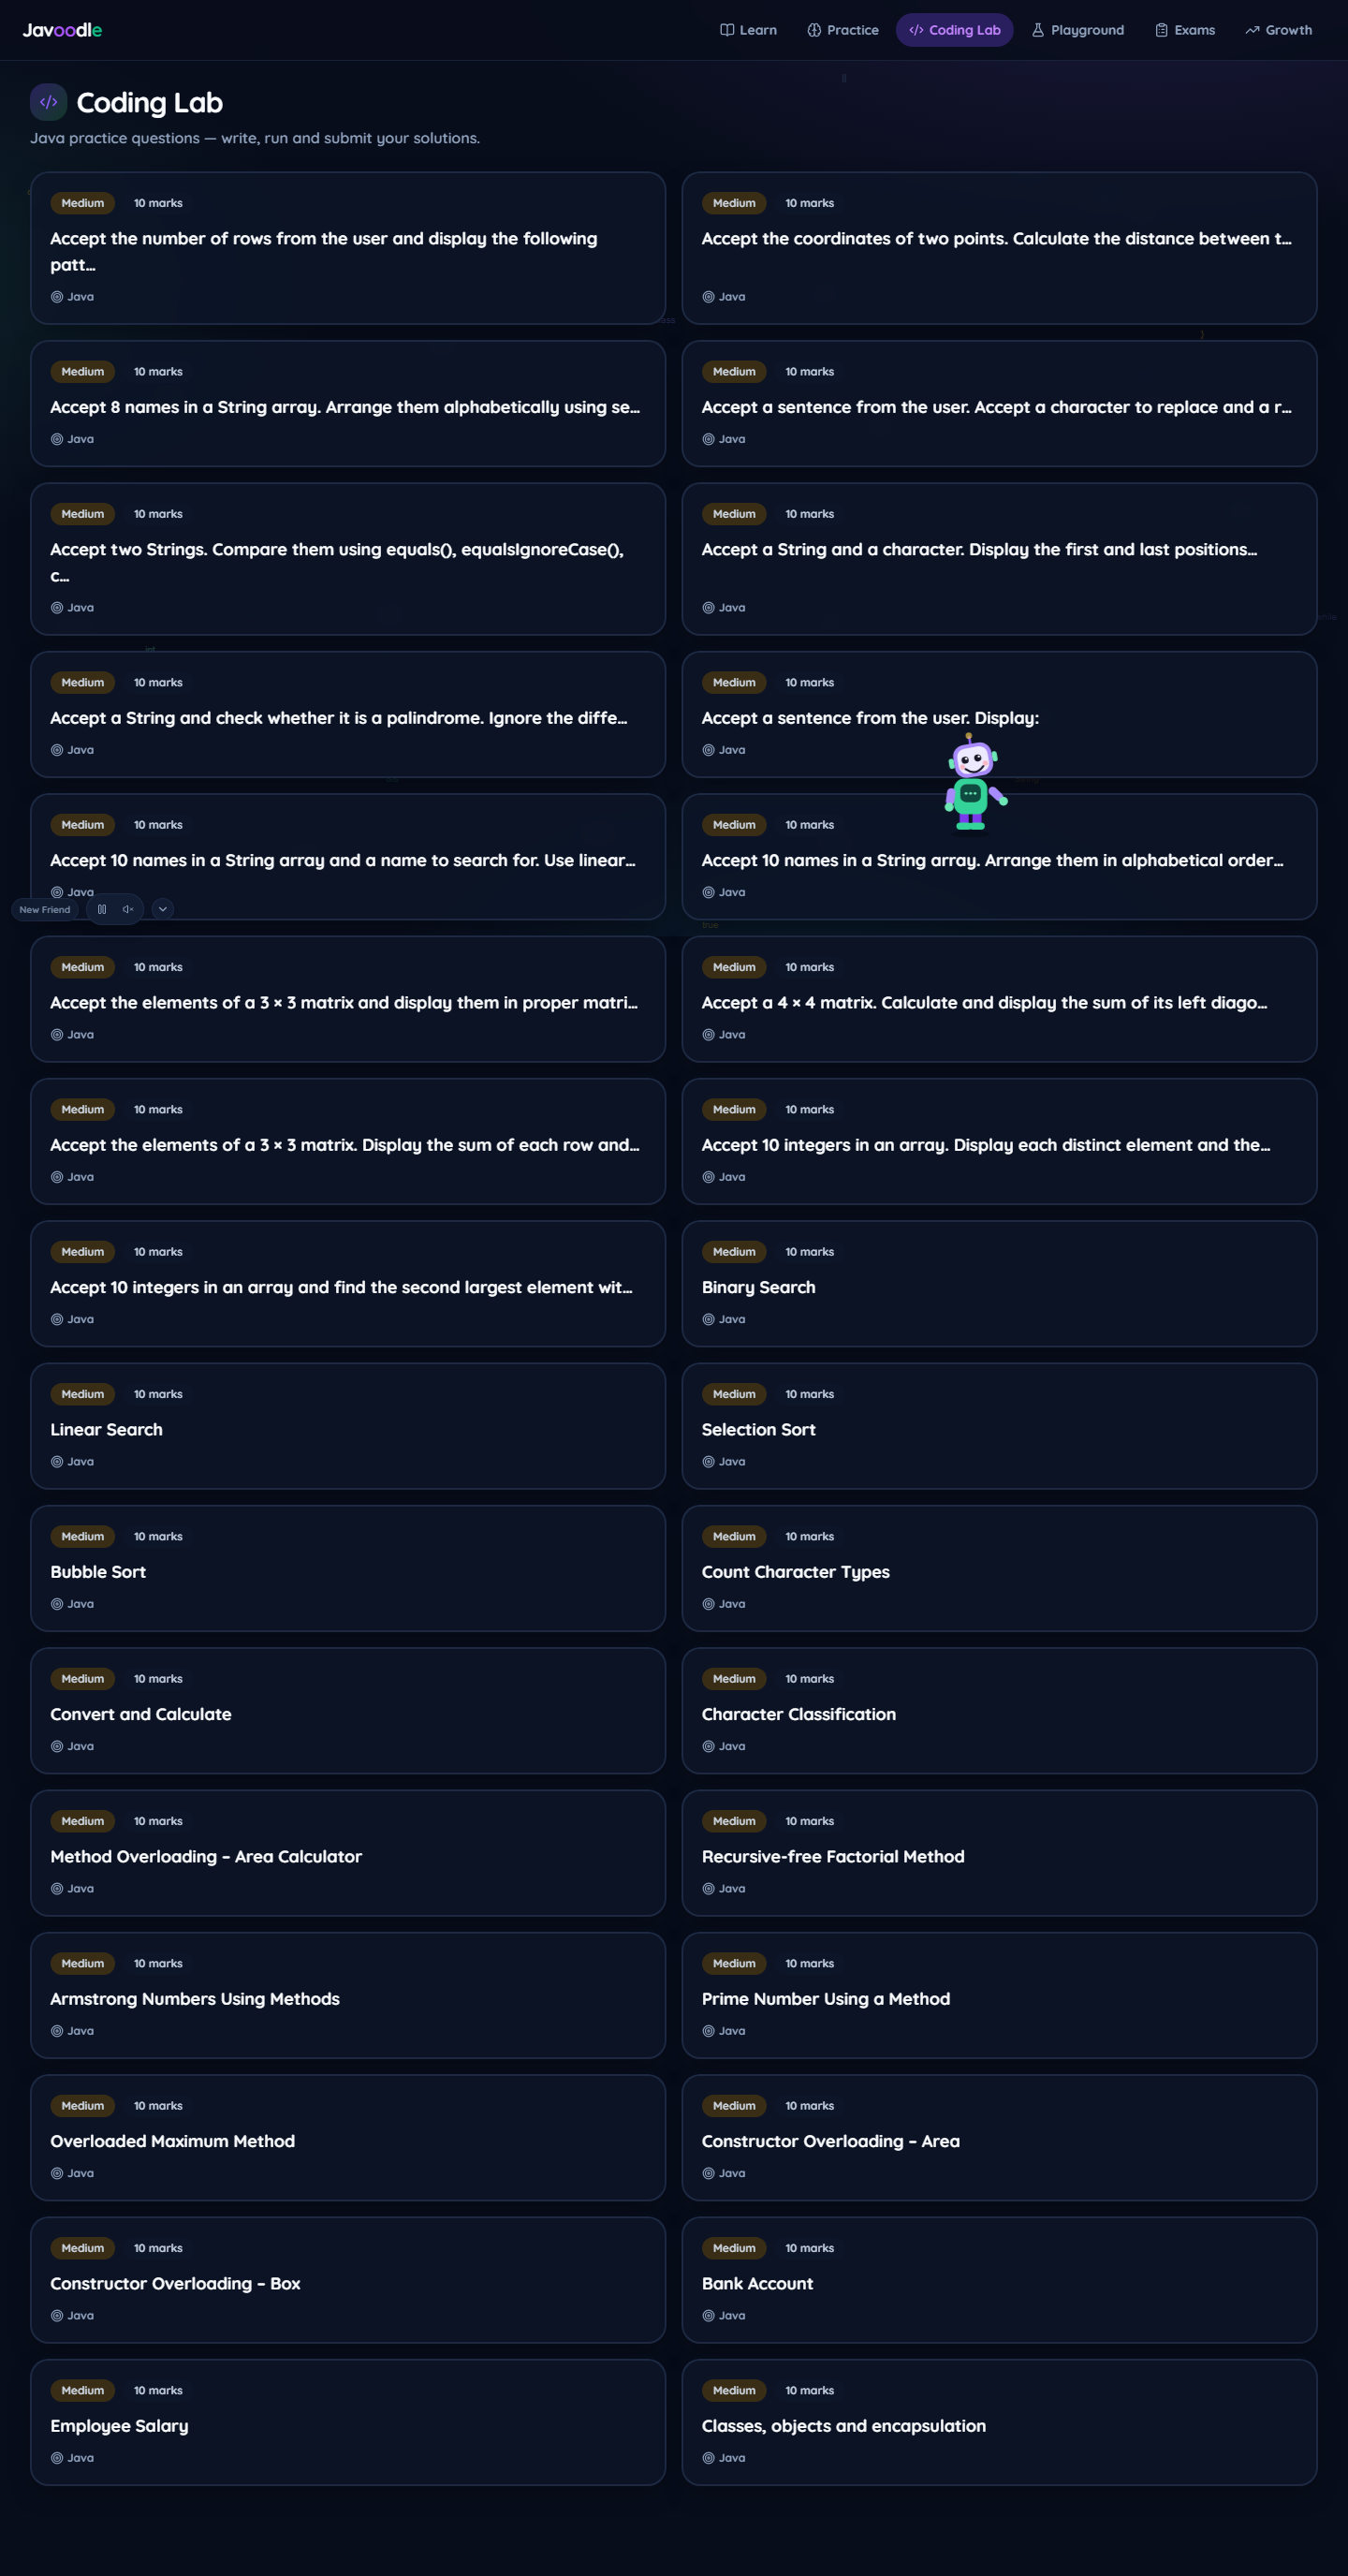 Javoodle
Learn
Practice
Coding Lab
Playground
Exams
Growth
Coding Lab
Java practice questions — write, run and submit your solutions.
Medium 10 marks
Accept the number of rows from the user and display the following
patt...
Java
Medium 10 marks
Accept the coordinates of two points. Calculate the distance between t...
Java
Medium 10 marks
Accept 8 names in a String array. Arrange them alphabetically using se...
Java
Medium 10 marks
Accept a sentence from the user. Accept a character to replace and a r...
Java
Medium 10 marks
Accept two Strings. Compare them using equals(), equalsIgnoreCase(),
c...
Java
Medium 10 marks
Accept a String and a character. Display the first and last positions...
Java
Medium 10 marks
Accept a String and check whether it is a palindrome. Ignore the diffe...
Java
Medium 10 marks
Accept a sentence from the user. Display:
Java
Medium 10 marks
Accept 10 names in a String array and a name to search for. Use linear...
Java
Medium 10 marks
Accept 10 names in a String array. Arrange them in alphabetical order...
Java
New Friend
Medium 10 marks
Accept the elements of a 3 × 3 matrix and display them in proper matri...
Java
Medium 10 marks
Accept a 4 × 4 matrix. Calculate and display the sum of its left diago...
Java
Medium 10 marks
Accept the elements of a 3 × 3 matrix. Display the sum of each row and...
Java
Medium 10 marks
Accept 10 integers in an array. Display each distinct element and the...
Java
Medium 10 marks
Accept 10 integers in an array and find the second largest element wit...
Java
Medium 10 marks
Binary Search
Java
Medium 10 marks
Linear Search
Java
Medium 10 marks
Selection Sort
Java
Medium 10 marks
Bubble Sort
Java
Medium 10 marks
Count Character Types
Java
Medium 10 marks
Convert and Calculate
Java
Medium 10 marks
Character Classification
Java
Medium 10 marks
Method Overloading – Area Calculator
Java
Medium 10 marks
Recursive-free Factorial Method
Java
Medium 10 marks
Armstrong Numbers Using Methods
Java
Medium 10 marks
Prime Number Using a Method
Java
Medium 10 marks
Overloaded Maximum Method
Java
Medium 10 marks
Constructor Overloading – Area
Java
Medium 10 marks
Constructor Overloading – Box
Java
Medium 10 marks
Bank Account
Java
Medium 10 marks
Employee Salary
Java
Medium 10 marks
Classes, objects and encapsulation
Java